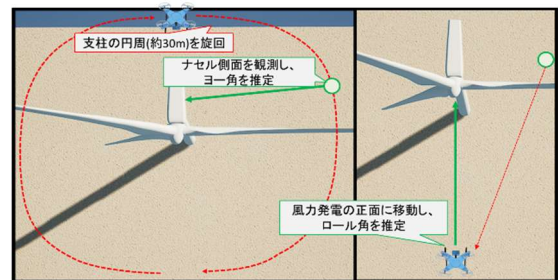 支柱の円周(約30m)を旋回
ナセル側面を観測し、
ヨー角を推定
風力発電の正面に移動し、
ロール角を推定